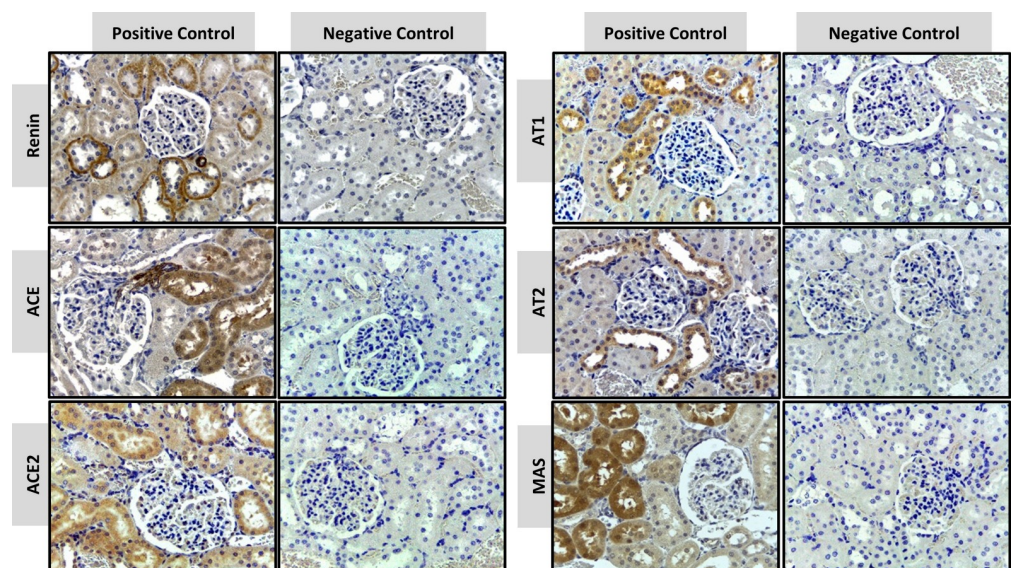 Positive Control
Negative Control
Renin
ACE
ACE2
Positive Control
Negative Control
AT1
AT2
MAS